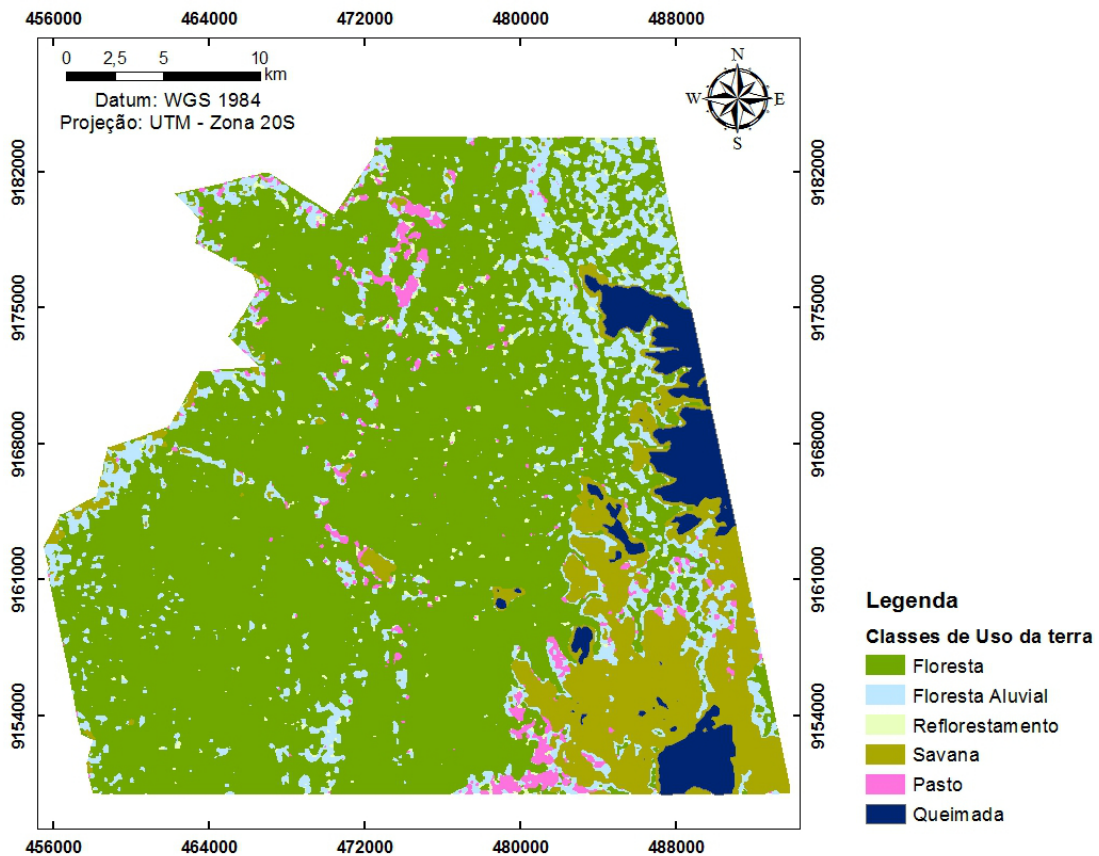 456000 464000 472000 480000 488000
0 2,5 5 10
km
Datum: WGS 1984
Projeção: UTM - Zona 20S
N
W E
S
9182000 9182000
9175000 9175000
9168000 9168000
9161000 9161000
9154000 9154000
456000 464000 472000 480000 488000
Legenda
Classes de Uso da terra
Floresta
Floresta Aluvial
Reflorestamento
Savana
Pasto
Queimada